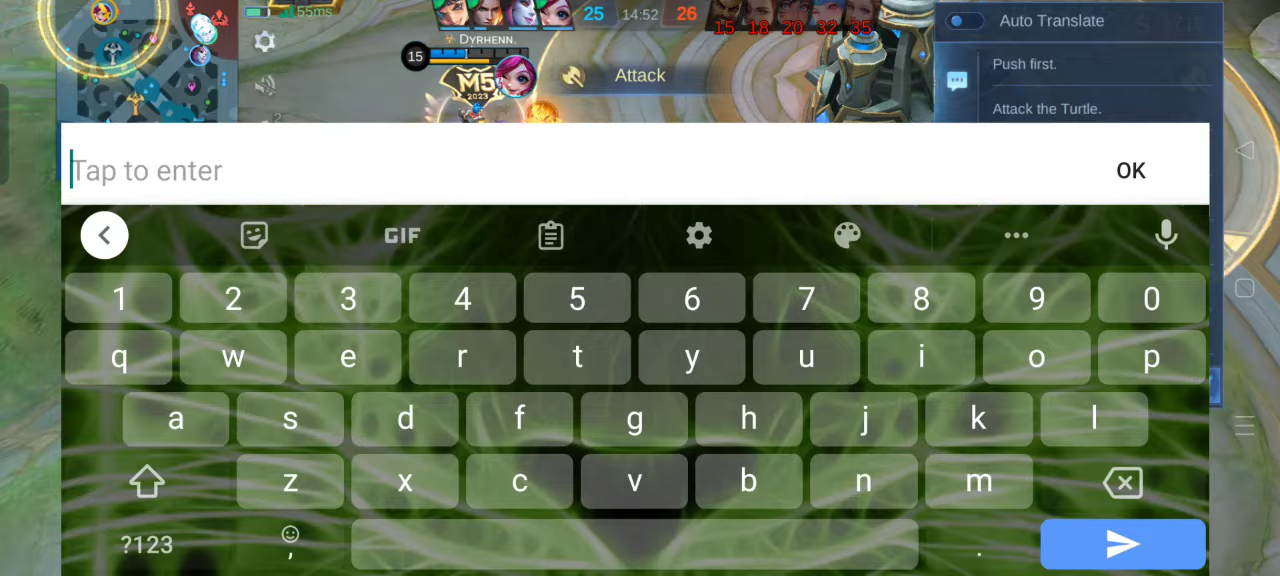 55ms
25 14:52 26
15 18 20 32 35
Auto Translate
DYRHENN.
15
M5
2023
Attack
Push first.
Attack the Turtle.
2
Tap to enter
OK
GIF
1 2 3 4 5 6 7 8 9 0
q w e r t y u i o p
a s d f g h j k l
z x c v b n m
?123 , .